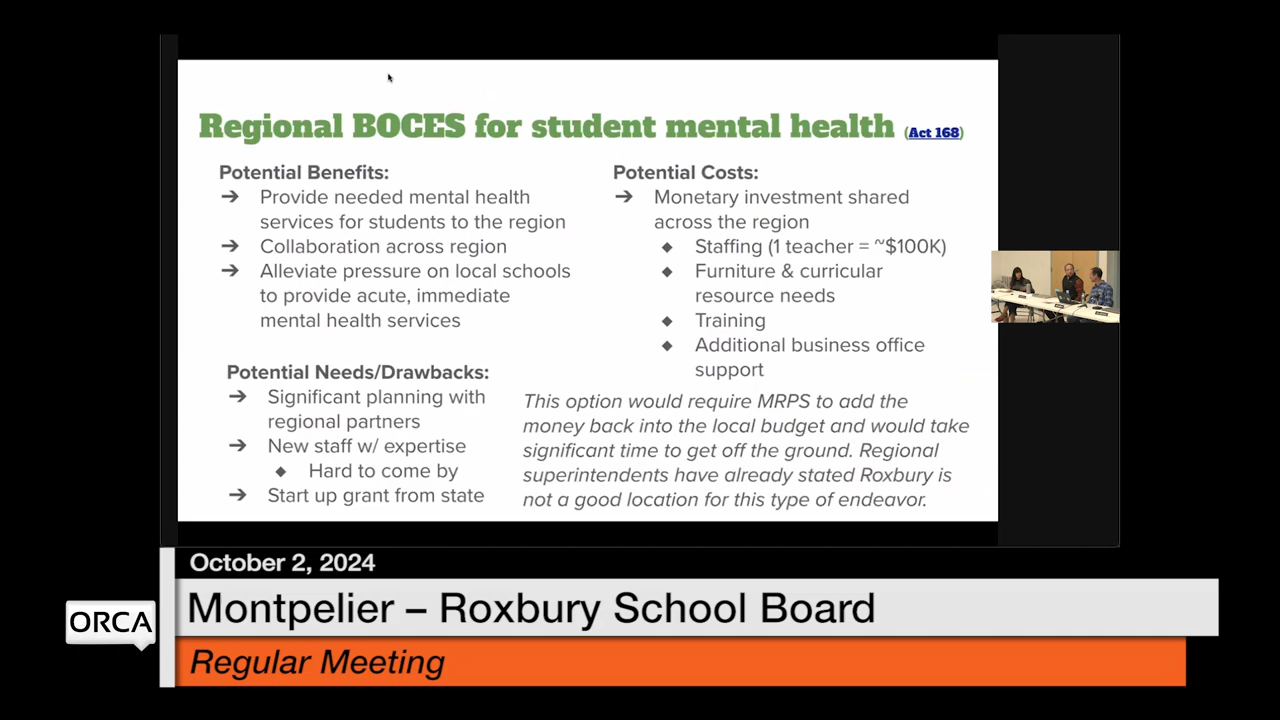 Regional BOCES for student mental health (Act 168)
Potential Benefits:
➔ Provide needed mental health
services for students to the region
➔ Collaboration across region
➔ Alleviate pressure on local schools
to provide acute, immediate
mental health services
Potential Costs:
➔ Monetary investment shared
across the region
◆ Staffing (1 teacher = ~$100K)
◆ Furniture & curricular
resource needs
◆ Training
◆ Additional business office
support
Potential Needs/Drawbacks:
➔ Significant planning with
regional partners
➔ New staff w/ expertise
◆ Hard to come by
➔ Start up grant from state
This option would require MRPS to add the
money back into the local budget and would take
significant time to get off the ground. Regional
superintendents have already stated Roxbury is
not a good location for this type of endeavor.
October 2, 2024
ORCA
Montpelier – Roxbury School Board
Regular Meeting